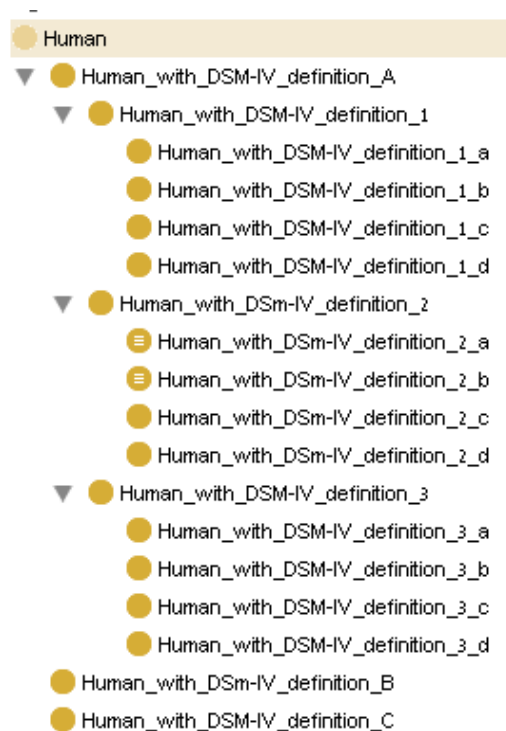 Human
Human_with_DSM-IV_definition_A
Human_with_DSM-IV_definition_1
Human_with_DSM-IV_definition_1_a
Human_with_DSM-IV_definition_1_b
Human_with_DSM-IV_definition_1_c
Human_with_DSM-IV_definition_1_d
Human_with_DSm-IV_definition_2
Human_with_DSm-IV_definition_2_a
Human_with_DSm-IV_definition_2_b
Human_with_DSm-IV_definition_2_c
Human_with_DSm-IV_definition_2_d
Human_with_DSM-IV_definition_3
Human_with_DSM-IV_definition_3_a
Human_with_DSM-IV_definition_3_b
Human_with_DSM-IV_definition_3_c
Human_with_DSM-IV_definition_3_d
Human_with_DSm-IV_definition_B
Human_with_DSM-IV_definition_C